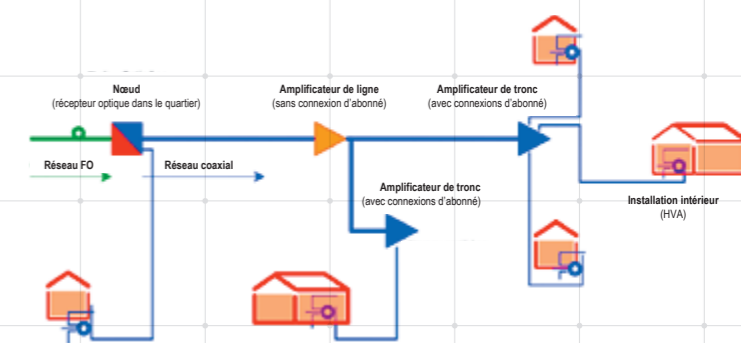 Nœud
(récepteur optique dans le quartier)
Amplificateur de ligne
(sans connexion d'abonné)
Amplificateur de tronc
(avec connexions d'abonné)
Réseau FO
Réseau coaxial
Amplificateur de tronc
(avec connexions d'abonné)
Installation intérieur
(HVA)